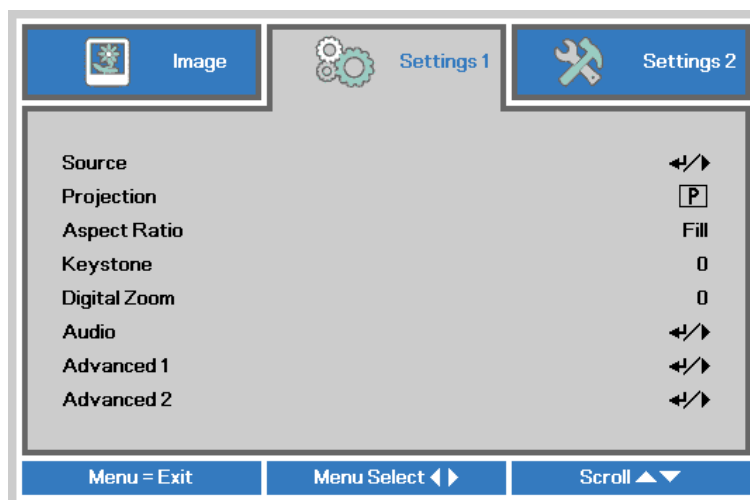 Image Settings 1 Settings 2
Source
Projection P
Aspect Ratio Fill
Keystone 0
Digital Zoom 0
Audio
Advanced 1
Advanced 2
Menu = Exit Menu Select Scroll